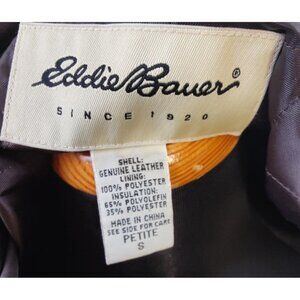 Eddie Bauer®
SINCE 1920
SHELL:
GENUINE LEATHER
LINING:
100% POLYESTER
INSULATION:
65% POLYOLEFIN
35% POLYESTER
MADE IN CHINA
SEE SIDE FOR CARE
PETITE
S